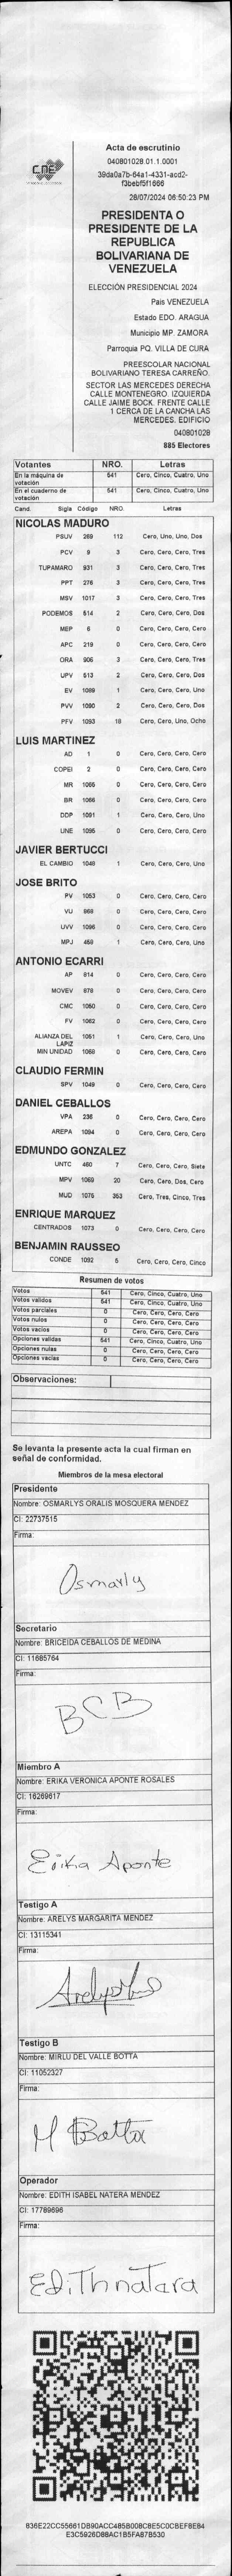 CNE
Acta de escrutinio
040801028.01.1.0001
39da0a7b-64a1-4331-acd2-
f3bebf5f1666
28/07/2024 06:50:23 PM
PRESIDENTA O
PRESIDENTE DE LA
REPUBLICA
BOLIVARIANA DE
VENEZUELA
ELECCIÓN PRESIDENCIAL 2024
Pais VENEZUELA
Estado EDO. ARAGUA
Municipio MP. ZAMORA
Parroquia PQ. VILLA DE CURA
PREESCOLAR NACIONAL
BOLIVARIANO TERESA CARREÑO.
SECTOR LAS MERCEDES DERECHA
CALLE MONTENEGRO. IZQUIERDA
CALLE JAIME BOCK. FRENTE CALLE
1 CERCA DE LA CANCHA LAS
MERCEDES. EDIFICIO
040801028
885 Electores
Votantes NRO. Letras
En la máquina de votación 541 Cero, Cinco, Cuatro, Uno
En el cuaderno de votación 541 Cero, Cinco, Cuatro, Uno
Cand. Sigla Código NRO. Letras
NICOLAS MADURO
PSUV 269 112 Cero, Uno, Uno, Dos
PCV 9 3 Cero, Cero, Cero, Tres
TUPAMARO 931 3 Cero, Cero, Cero, Tres
PPT 276 3 Cero, Cero, Cero, Tres
MSV 1017 3 Cero, Cero, Cero, Tres
PODEMOS 514 2 Cero, Cero, Cero, Dos
MEP 6 0 Cero, Cero, Cero, Cero
APC 219 0 Cero, Cero, Cero, Cero
ORA 906 3 Cero, Cero, Cero, Tres
UPV 513 2 Cero, Cero, Cero, Dos
EV 1089 1 Cero, Cero, Cero, Uno
PVV 1090 2 Cero, Cero, Cero, Dos
PFV 1093 18 Cero, Cero, Uno, Ocho
LUIS MARTINEZ
AD 1 0 Cero, Cero, Cero, Cero
COPEI 2 0 Cero, Cero, Cero, Cero
MR 1065 0 Cero, Cero, Cero, Cero
BR 1066 0 Cero, Cero, Cero, Cero
DDP 1091 1 Cero, Cero, Cero, Uno
UNE 1095 0 Cero, Cero, Cero, Cero
JAVIER BERTUCCI
EL CAMBIO 1048 1 Cero, Cero, Cero, Uno
JOSE BRITO
PV 1053 0 Cero, Cero, Cero, Cero
VU 868 0 Cero, Cero, Cero, Cero
UVV 1096 0 Cero, Cero, Cero, Cero
MPJ 458 1 Cero, Cero, Cero, Uno
ANTONIO ECARRI
AP 814 0 Cero, Cero, Cero, Cero
MOVEV 878 0 Cero, Cero, Cero, Cero
CMC 1060 0 Cero, Cero, Cero, Cero
FV 1062 0 Cero, Cero, Cero, Cero
ALIANZA DEL LAPIZ 1051 1 Cero, Cero, Cero, Uno
MIN UNIDAD 1058 0 Cero, Cero, Cero, Cero
CLAUDIO FERMIN
SPV 1049 0 Cero, Cero, Cero, Cero
DANIEL CEBALLOS
VPA 236 0 Cero, Cero, Cero, Cero
AREPA 1094 0 Cero, Cero, Cero, Cero
EDMUNDO GONZALEZ
UNTC 460 7 Cero, Cero, Cero, Siete
MPV 1069 20 Cero, Cero, Dos, Cero
MUD 1076 353 Cero, Tres, Cinco, Tres
ENRIQUE MARQUEZ
CENTRADOS 1073 0 Cero, Cero, Cero, Cero
BENJAMIN RAUSSEO
CONDE 1092 5 Cero, Cero, Cero, Cinco
Resumen de votos
Votos 541 Cero, Cinco, Cuatro, Uno
Votos validos 541 Cero, Cinco, Cuatro, Uno
Votos parciales 0 Cero, Cero, Cero, Cero
Votos nulos 0 Cero, Cero, Cero, Cero
Votos vacios 0 Cero, Cero, Cero, Cero
Opciones validas 541 Cero, Cinco, Cuatro, Uno
Opciones nulas 0 Cero, Cero, Cero, Cero
Opciones vacias 0 Cero, Cero, Cero, Cero
Observaciones:
Se levanta la presente acta la cual firman en
señal de conformidad.
Miembros de la mesa electoral
Presidente
Nombre: OSMARLYS ORALIS MOSQUERA MENDEZ
CI: 22737515
Firma:
Osmarly
Secretario
Nombre: BRICEIDA CEBALLOS DE MEDINA
CI: 11685764
Firma:
BCB
Miembro A
Nombre: ERIKA VERONICA APONTE ROSALES
CI: 16269617
Firma:
Erika Aponte
Testigo A
Nombre: ARELYS MARGARITA MENDEZ
CI: 13115341
Firma:
Testigo B
Nombre: MIRLU DEL VALLE BOTTA
CI: 11052327
Firma:
M Botta
Operador
Nombre: EDITH ISABEL NATERA MENDEZ
CI: 17789696
Firma:
Edith natara
836E22CC55661DB90ACC485B008C8E5C0CBEFBE84
E3C5926D88AC1B5FA87B530